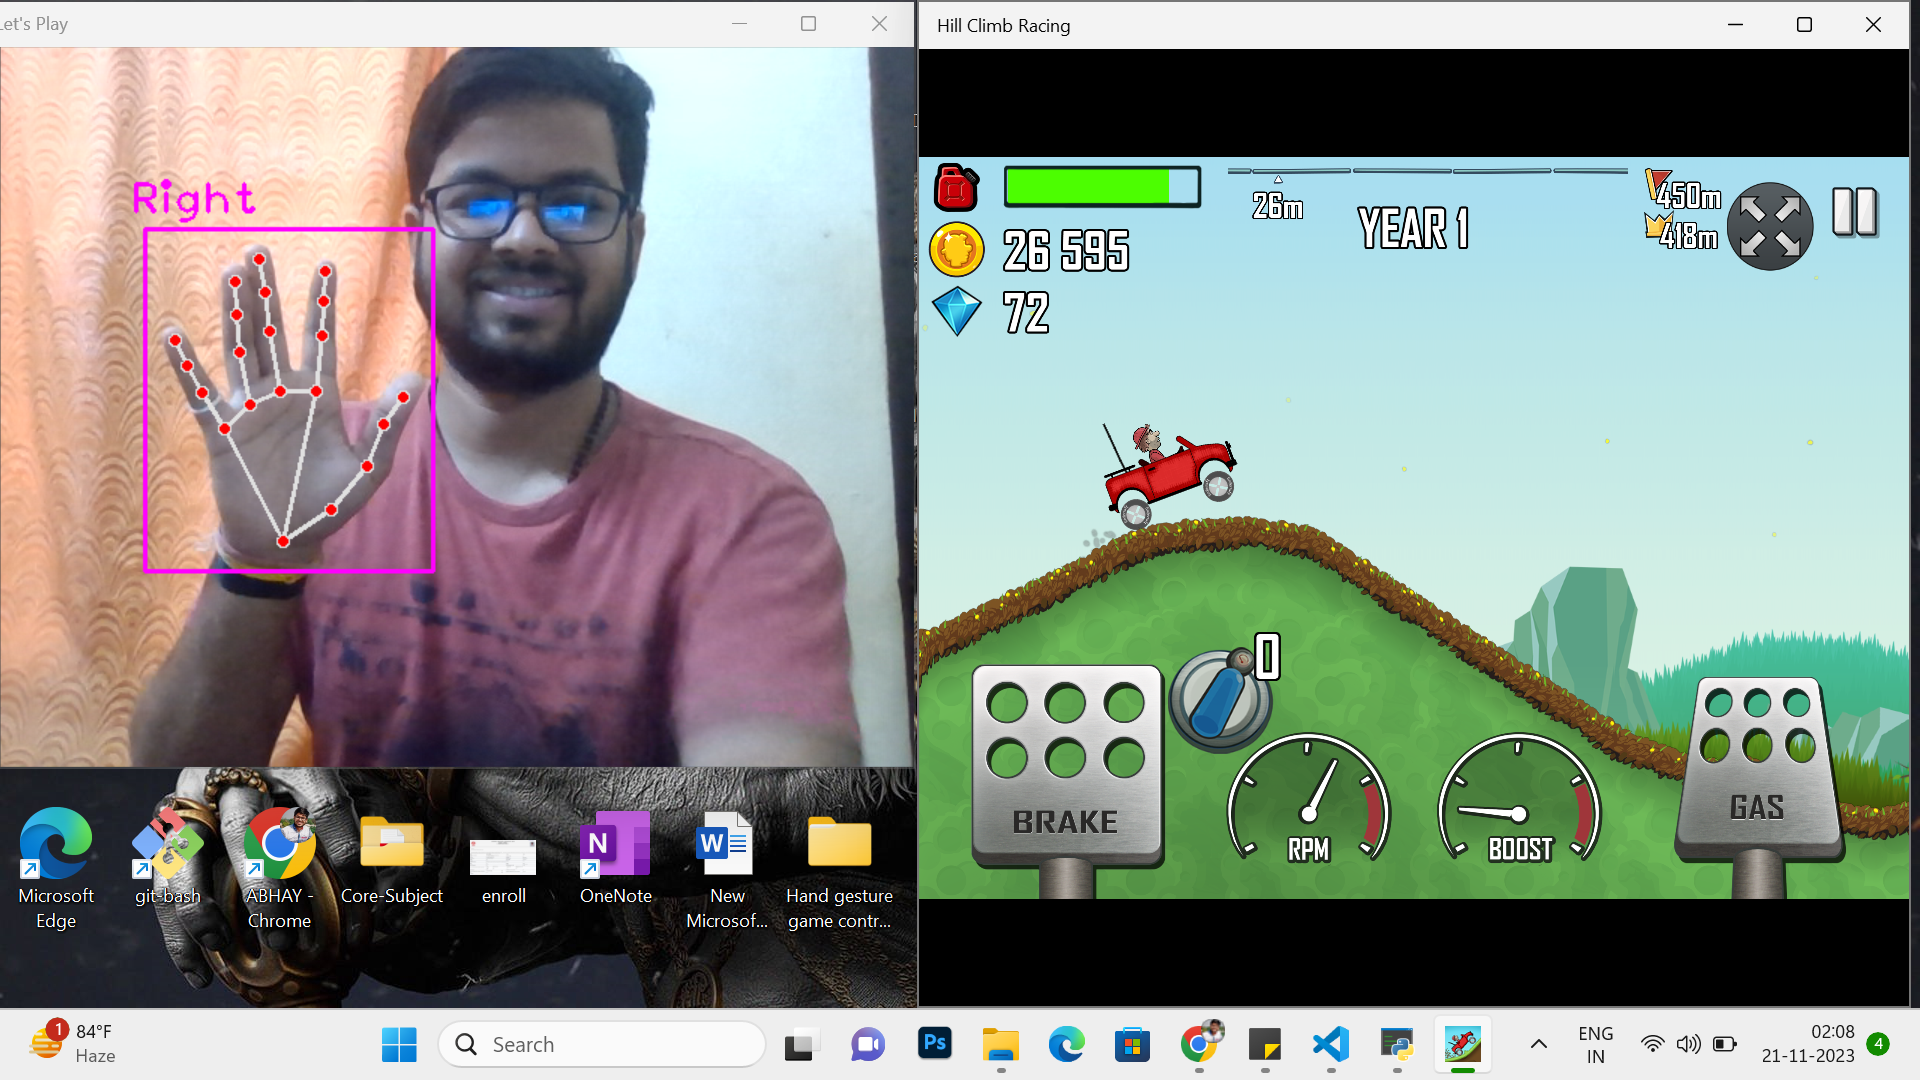 Let's Play
Hill Climb Racing
Right
26m
YEAR 1
450m
418m
26 595
72
0
BRAKE
RPM
BOOST
GAS
Microsoft
Edge
git-bash
ABHAY -
Chrome
Core-Subject
enroll
N
OneNote
W
New
Microsof...
Hand gesture
game contr...
1
84°F
Haze
Search
Ps
ENG
IN
02:08
21-11-2023
4